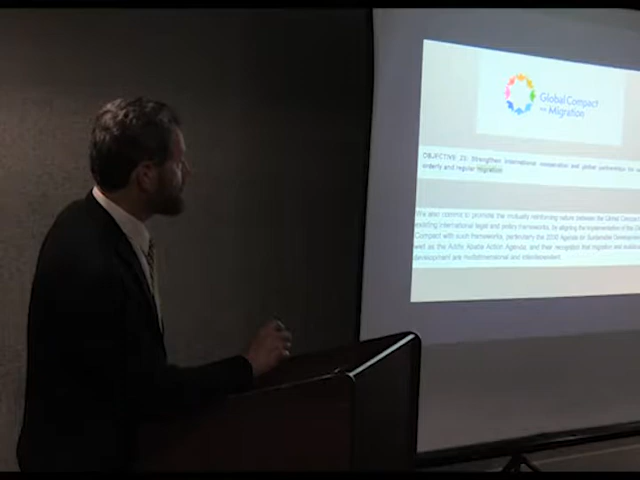 Global Compact
for Migration
OBJECTIVE 23: Strengthen international cooperation and global partnerships for
orderly and regular migration
We also commit to promote the mutually reinforcing nature between the Global
existing international legal and policy frameworks, by aligning the implementation of this
Compact with such frameworks, particularly the 2030 Agenda for Sustainable
well as the Addis Ababa Action Agenda, and their recognition that migration and
development are multidimensional and interdependent.